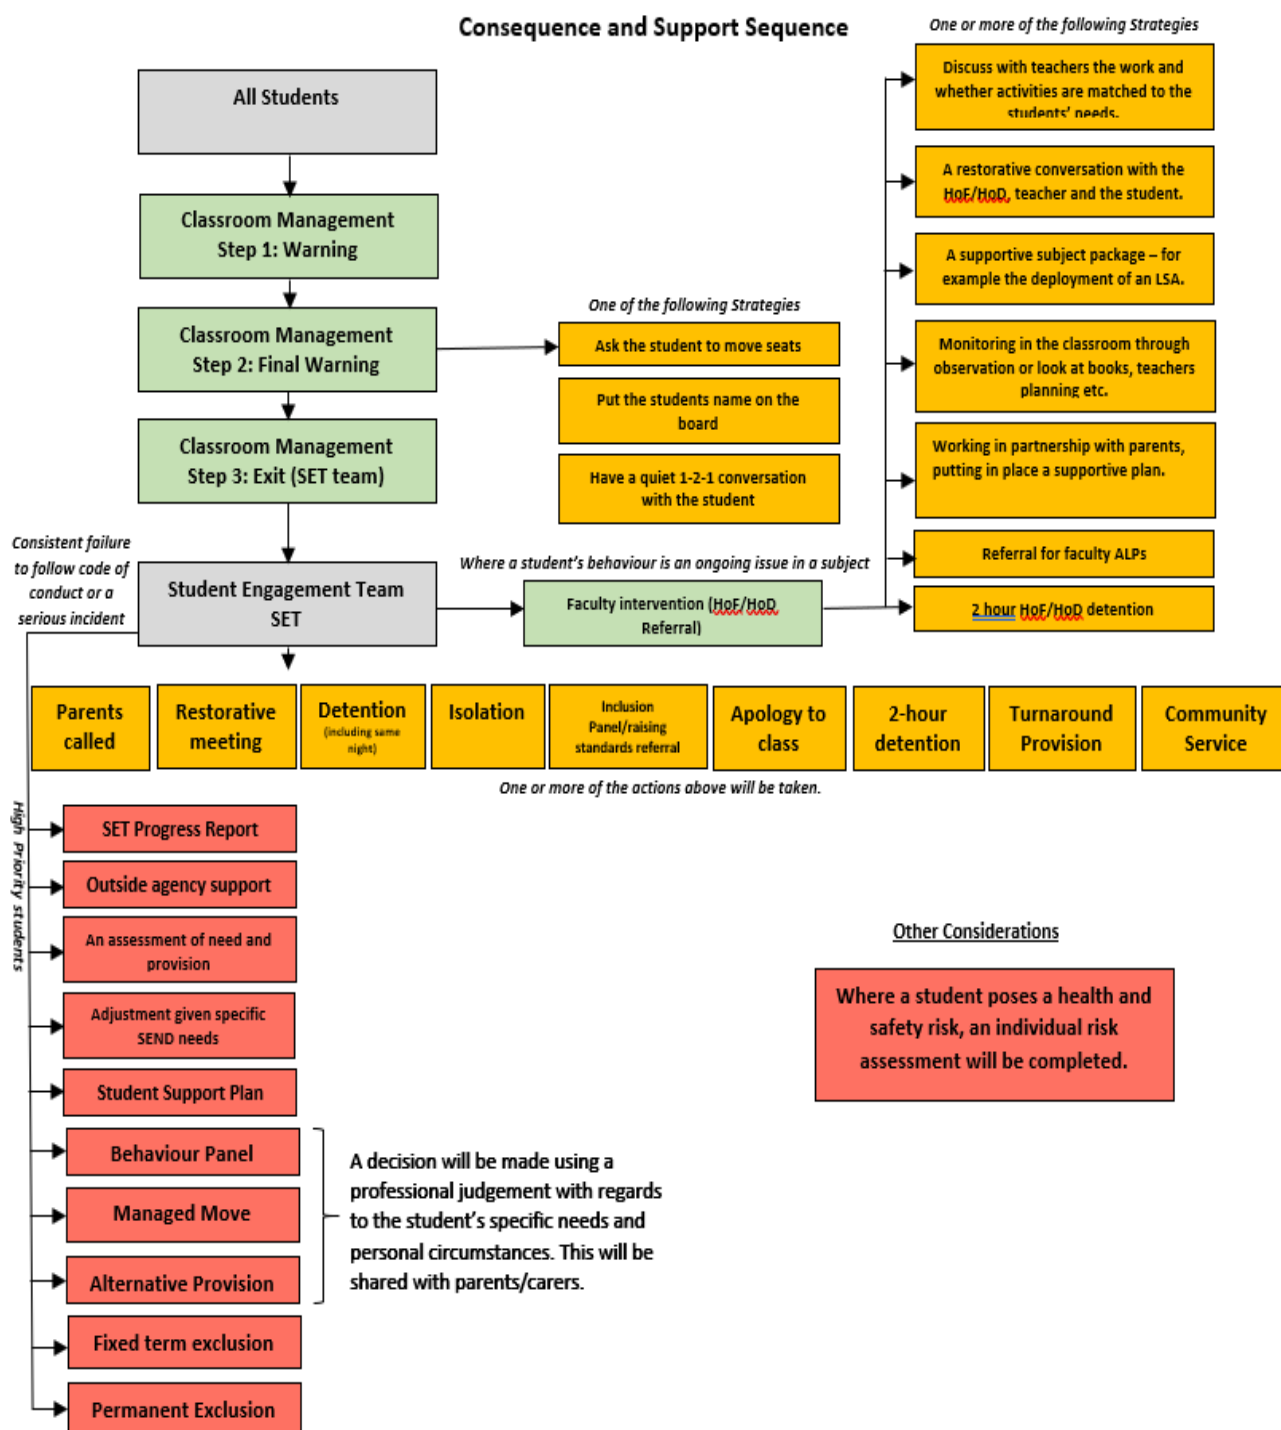 Consequence and Support Sequence
One or more of the following Strategies
All Students
Classroom Management
Step 1: Warning
Classroom Management
Step 2: Final Warning
Classroom Management
Step 3: Exit (SET team)
One of the following Strategies
Ask the student to move seats
Put the students name on the
board
Have a quiet 1-2-1 conversation
with the student
Discuss with teachers the work and
whether activities are matched to the
students’ needs.
A restorative conversation with the
HoF/HoD, teacher and the student.
A supportive subject package – for
example the deployment of an LSA.
Monitoring in the classroom through
observation or look at books, teachers
planning etc.
Working in partnership with parents,
putting in place a supportive plan.
Referral for faculty ALPs
2 hour HoF/HoD detention
Consistent failure
to follow code of
conduct or a
serious incident
Student Engagement Team
SET
Where a student’s behaviour is an ongoing issue in a subject
Faculty intervention (HoF/HoD
Referral)
Parents
called
Restorative
meeting
Detention
(including same
night)
Isolation
Inclusion
Panel/raising
standards referral
Apology to
class
2-hour
detention
Turnaround
Provision
Community
Service
One or more of the actions above will be taken.
High Priority students
SET Progress Report
Outside agency support
An assessment of need and
provision
Adjustment given specific
SEND needs
Student Support Plan
Behaviour Panel
Managed Move
Alternative Provision
Fixed term exclusion
Permanent Exclusion
A decision will be made using a
professional judgement with regards
to the student’s specific needs and
personal circumstances. This will be
shared with parents/carers.
Other Considerations
Where a student poses a health and
safety risk, an individual risk
assessment will be completed.